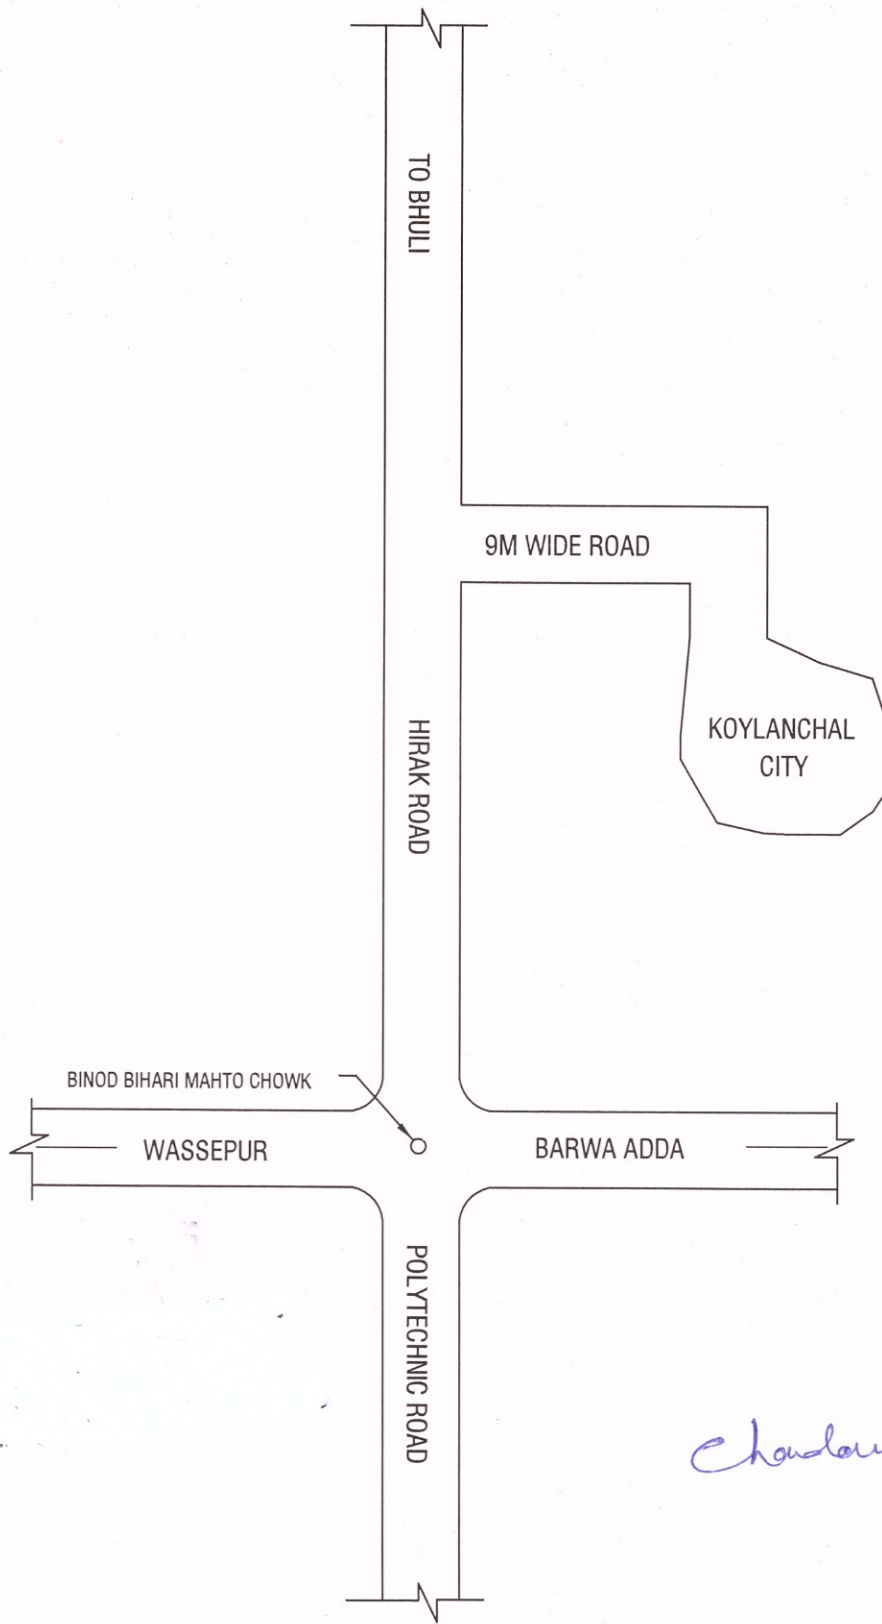 TO BHULI
9M WIDE ROAD
HIRAK ROAD
KOYLANCHAL
CITY
BINOD BIHARI MAHTO CHOWK
WASSEPUR
BARWA ADDA
POLYTECHNIC ROAD